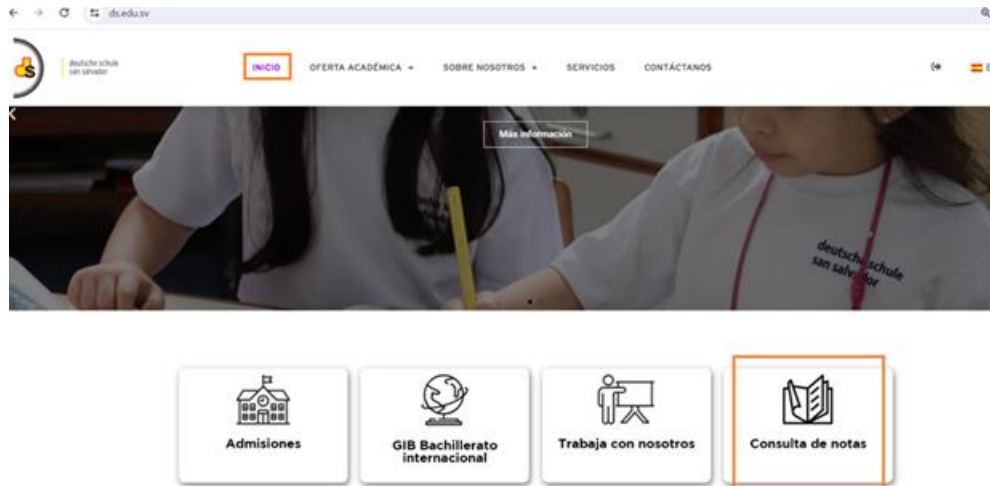 ds.edu.sv
ds
deutsche schule
san salvador
INICIO
OFERTA ACADÉMICA
SOBRE NOSOTROS
SERVICIOS
CONTÁCTANOS
Más información
deutsche schule
san salvador
Admisiones
GIB Bachillerato
internacional
Trabaja con nosotros
Consulta de notas